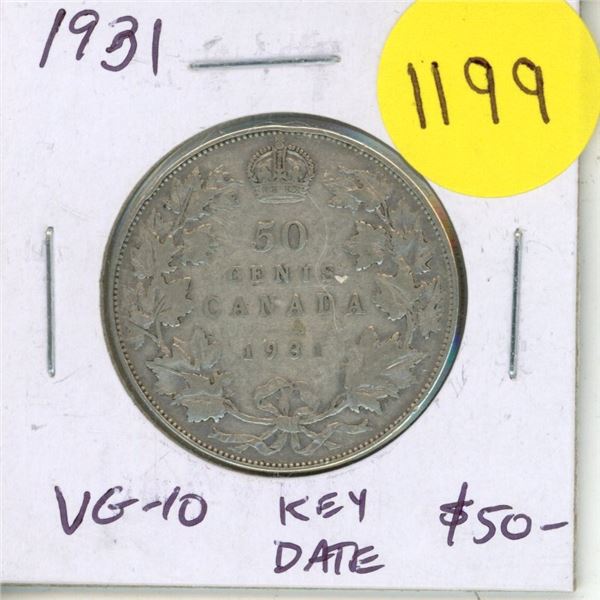 1931
1199
50
CENTS
CANADA
1931
VG-10 KEY DATE $50-